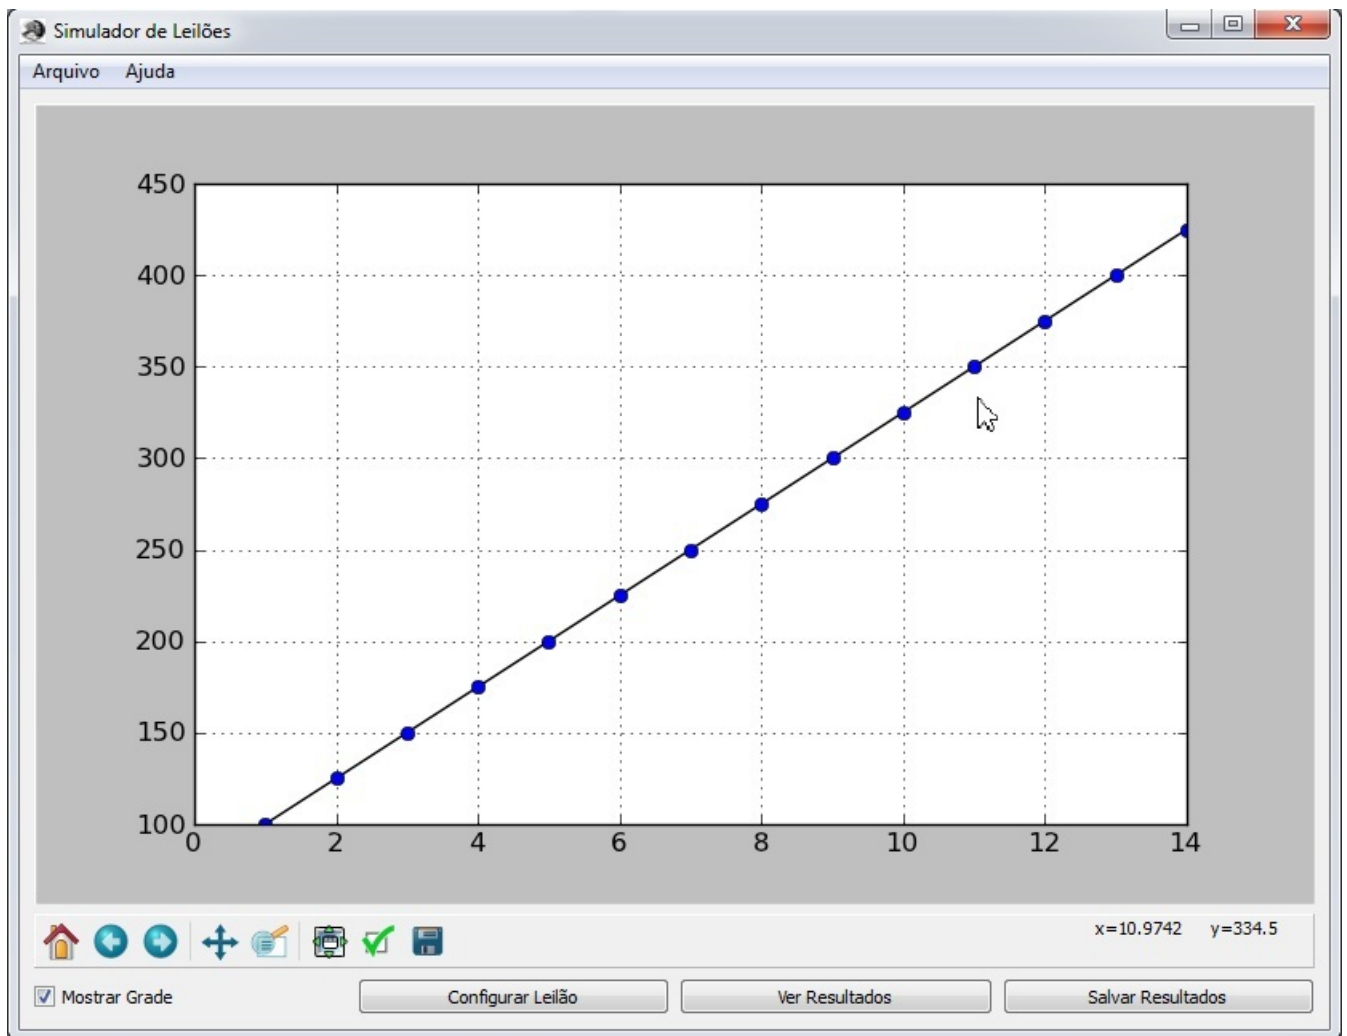 Simulador de Leilões
Arquivo Ajuda
450
400
350
300
250
200
150
100
0 2 4 6 8 10 12 14
x=10.9742 y=334.5
Mostrar Grade Configurar Leilão Ver Resultados Salvar Resultados